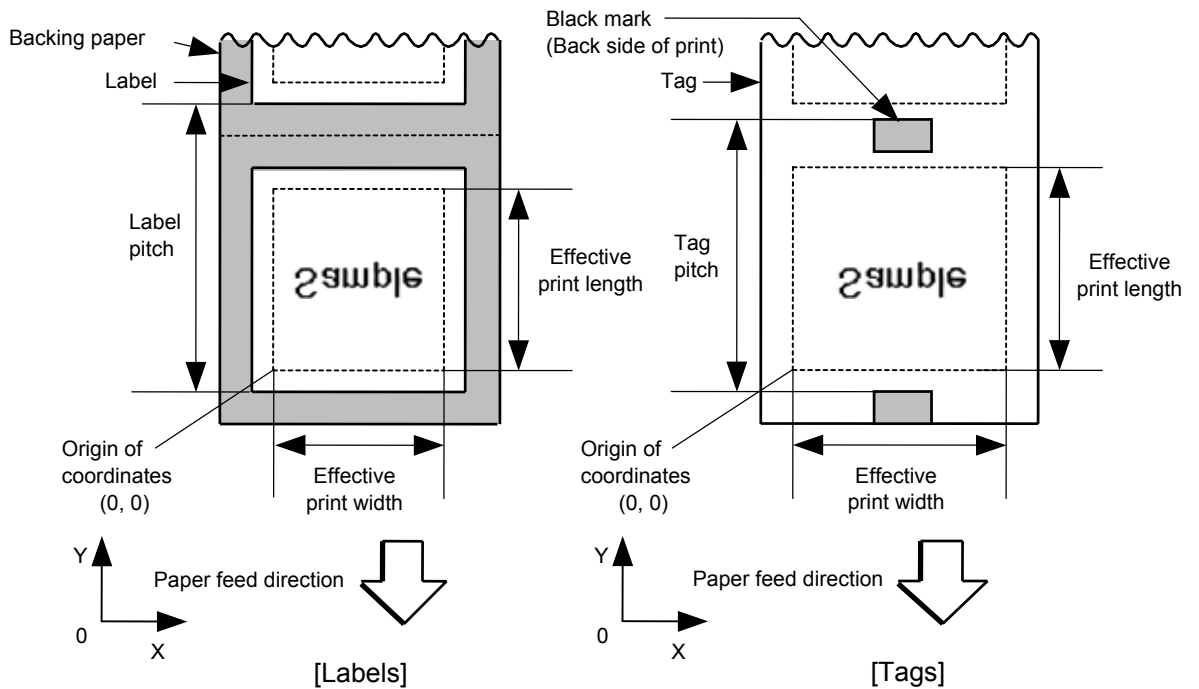 Backing paper
Label
Label
pitch
Sample
Effective
print length
Origin of
coordinates
(0, 0)
Effective
print width
Y
0
X
Paper feed direction
[Labels]
Black mark
(Back side of print)
Tag
Tag
pitch
Sample
Effective
print length
Origin of
coordinates
(0, 0)
Effective
print width
Y
0
X
Paper feed direction
[Tags]